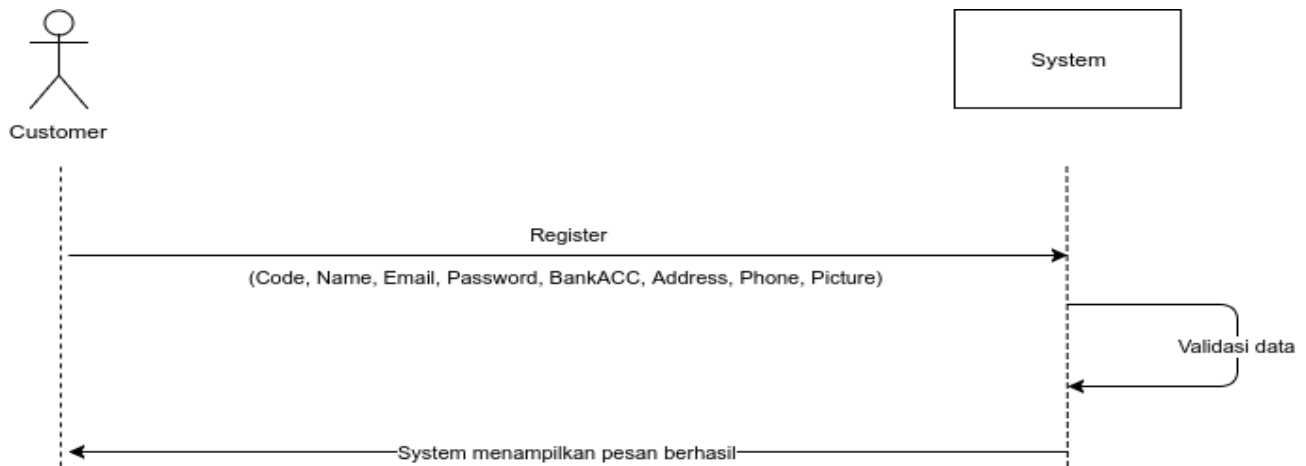 Customer
System
Register
(Code, Name, Email, Password, BankACC, Address, Phone, Picture)
Validasi data
System menampilkan pesan berhasil